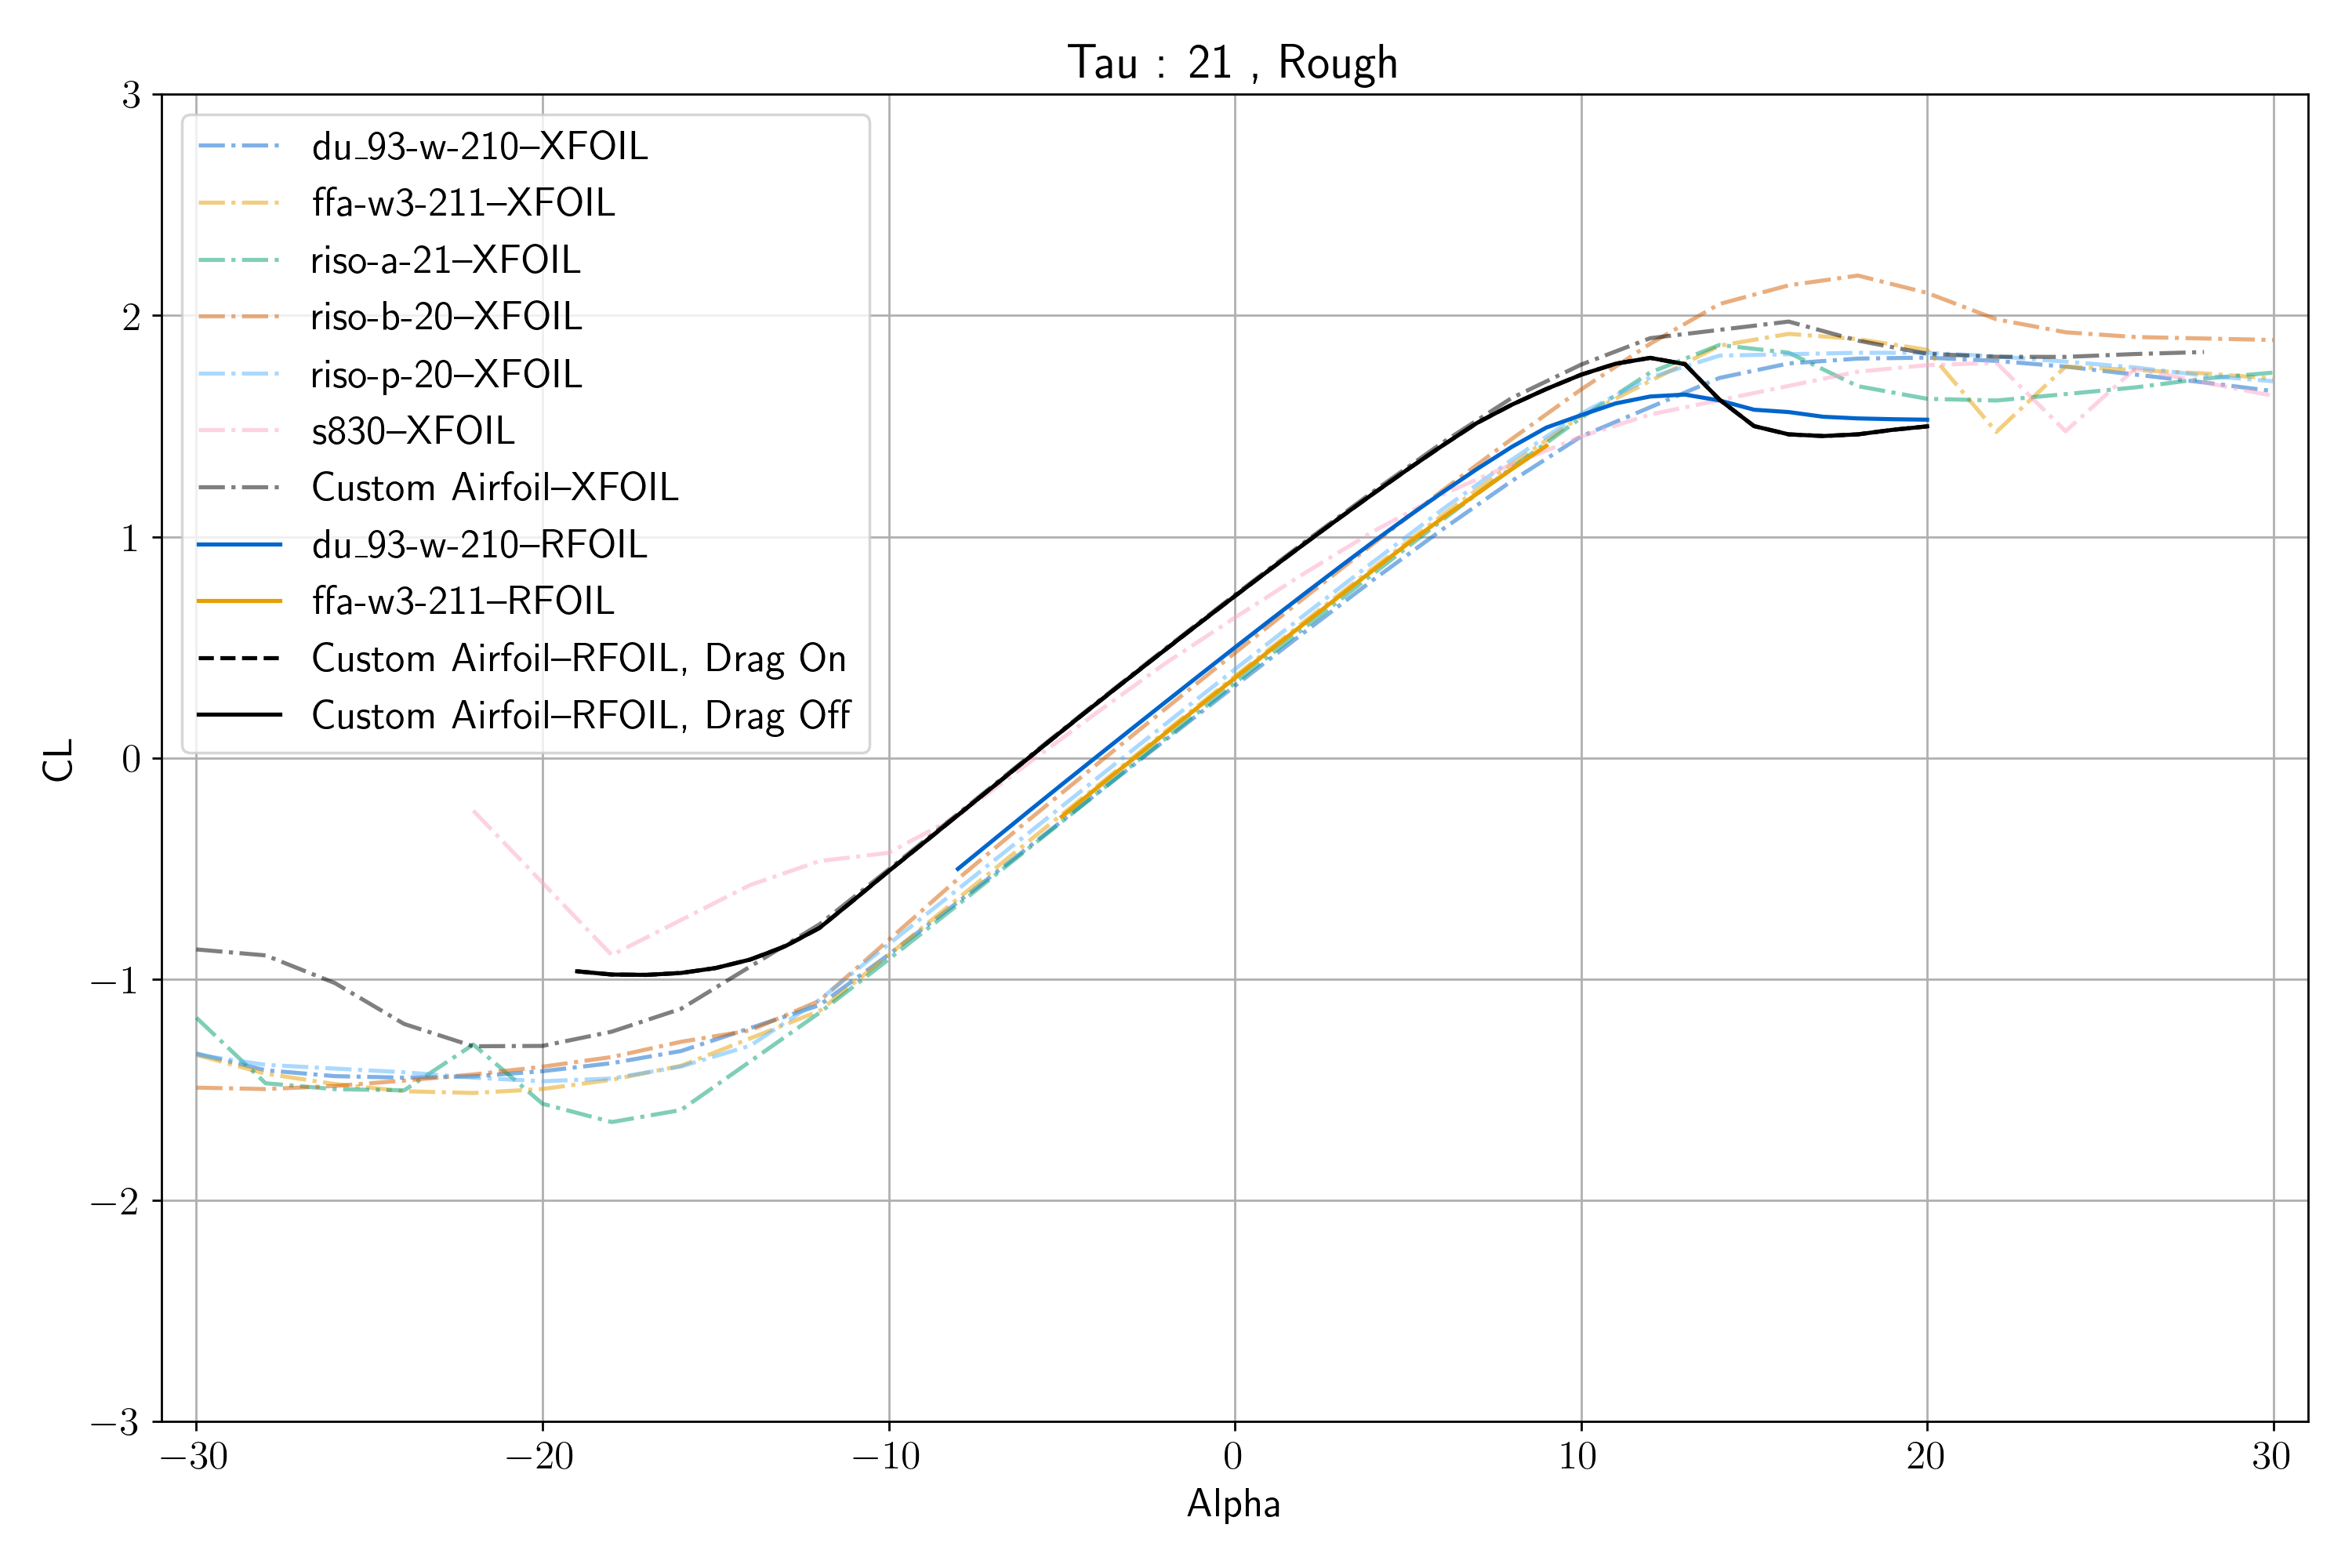 Tau : 21 , Rough
3
2
1
0
−1
−2
−3
CL
du_93-w-210–XFOIL
ffa-w3-211–XFOIL
riso-a-21–XFOIL
riso-b-20–XFOIL
riso-p-20–XFOIL
s830–XFOIL
Custom Airfoil–XFOIL
du_93-w-210–RFOIL
ffa-w3-211–RFOIL
Custom Airfoil–RFOIL, Drag On
Custom Airfoil–RFOIL, Drag Off
−30 −20 −10 0 10 20 30
Alpha